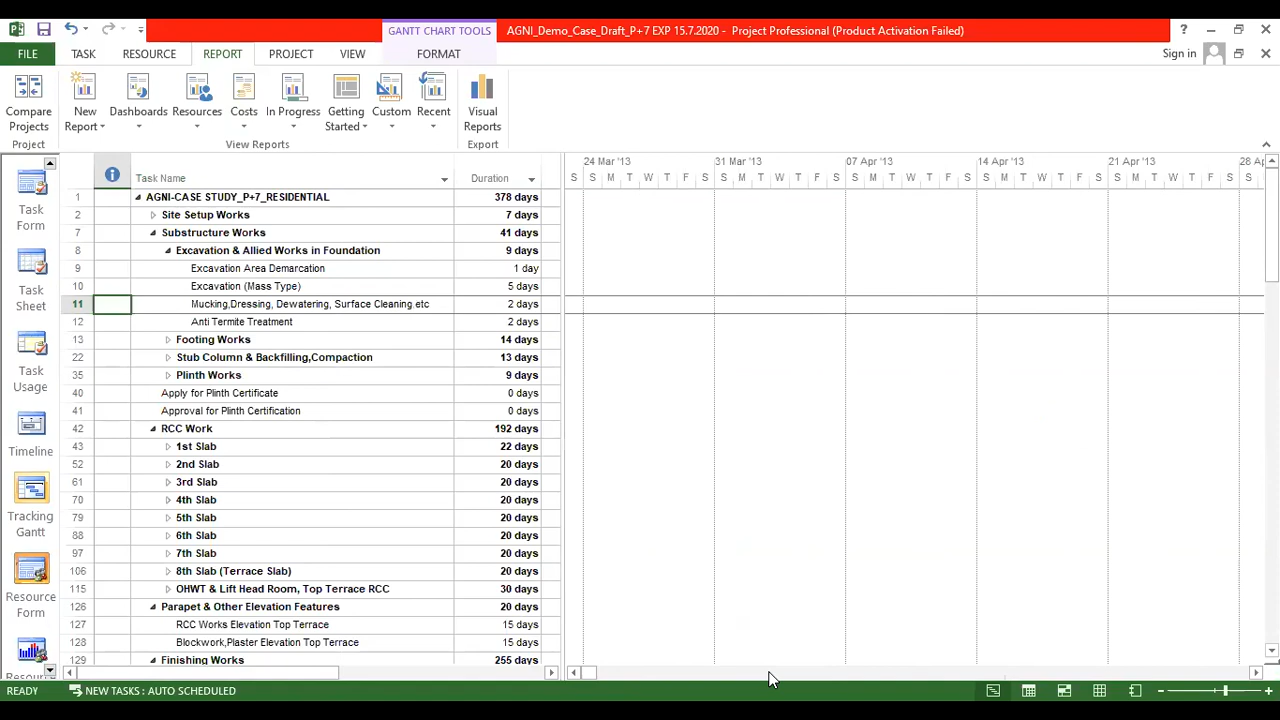 GANTT CHART TOOLS
AGNI_Demo_Case_Draft_P+7 EXP 15.7.2020 - Project Professional (Product Activation Failed)
FILE TASK RESOURCE REPORT PROJECT VIEW FORMAT Sign in
Compare Projects
New Report
Dashboards
Resources
Costs
In Progress
Getting Started
Custom
Recent
Visual Reports
Project View Reports Export
24 Mar '13 31 Mar '13 07 Apr '13 14 Apr '13 21 Apr '13 28 Ap
Task Name Duration S S M T W T F S S M T W T F S S M T W T F S S M T W T F S S M T W T F S S M
1 AGNI-CASE STUDY_P+7_RESIDENTIAL 378 days
2 Site Setup Works 7 days
7 Substructure Works 41 days
8 Excavation & Allied Works in Foundation 9 days
9 Excavation Area Demarcation 1 day
10 Excavation (Mass Type) 5 days
11 Mucking,Dressing, Dewatering, Surface Cleaning.etc 2 days
12 Anti Termite Treatment 2 days
13 Footing Works 14 days
22 Stub Column & Backfilling,Compaction 13 days
35 Plinth Works 9 days
40 Apply for Plinth Certificate 0 days
41 Approval for Plinth Certification 0 days
42 RCC Work 192 days
43 1st Slab 22 days
52 2nd Slab 20 days
61 3rd Slab 20 days
70 4th Slab 20 days
79 5th Slab 20 days
88 6th Slab 20 days
97 7th Slab 20 days
106 8th Slab (Terrace Slab) 20 days
115 OHWT & Lift Head Room, Top Terrace RCC 30 days
126 Parapet & Other Elevation Features 20 days
127 RCC Works Elevation Top Terrace 15 days
128 Blockwork,Plaster Elevation Top Terrace 15 days
129 Finishing Works 255 days
Task Form
Task Sheet
Task Usage
Timeline
Tracking Gantt
Resource Form
READY NEW TASKS : AUTO SCHEDULED